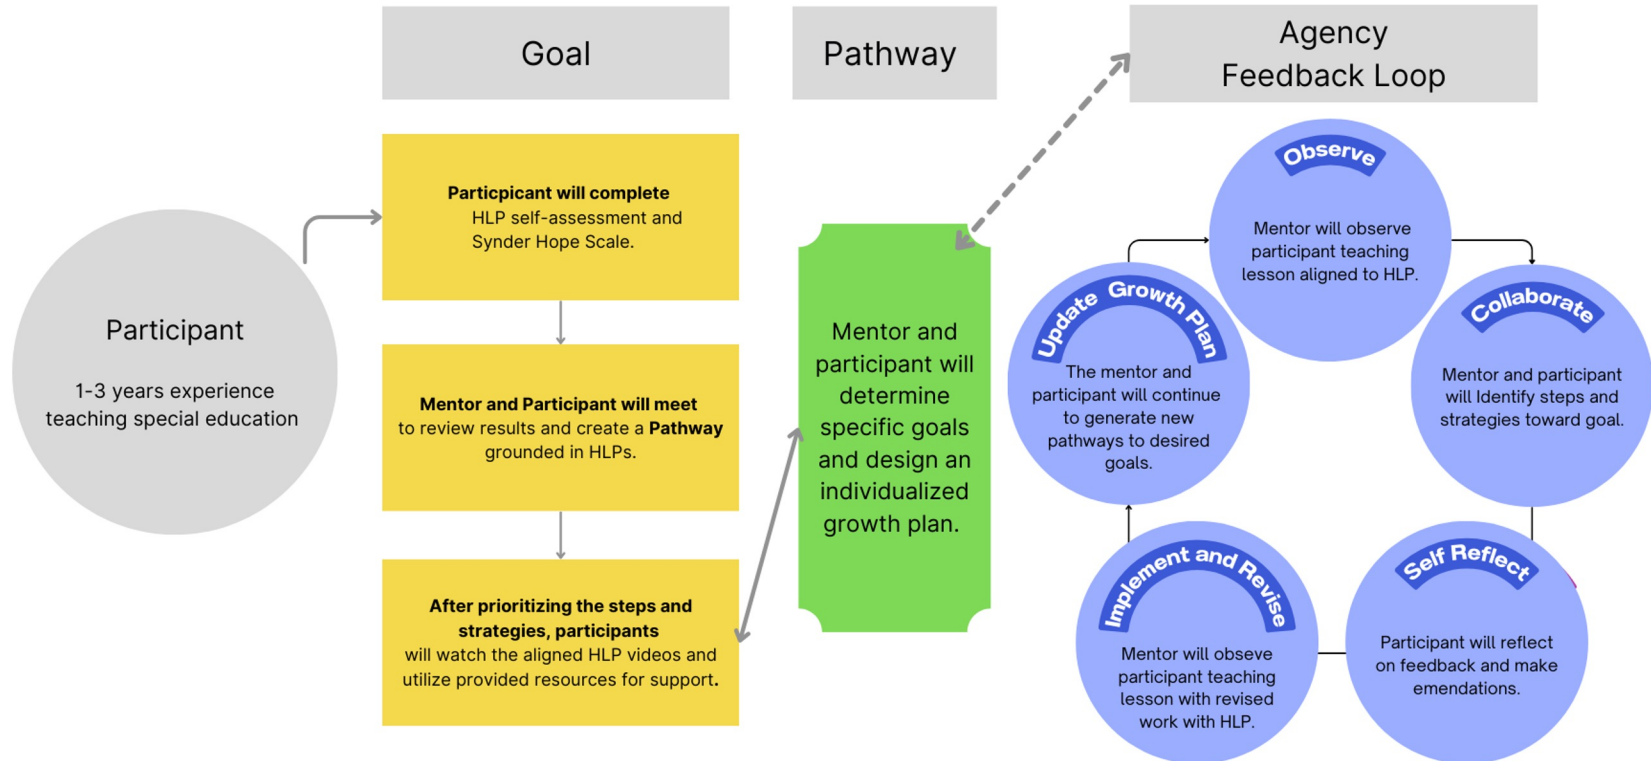 Goal
Pathway
Agency
Feedback Loop
Participant
1-3 years experience
teaching special education
Particpicant will complete
HLP self-assessment and
Synder Hope Scale.
Mentor and Participant will meet
to review results and create a Pathway
grounded in HLPs.
After prioritizing the steps and
strategies, participants
will watch the aligned HLP videos and
utilize provided resources for support.
Mentor and
participant will
determine
specific goals
and design an
individualized
growth plan.
Observe
Mentor will observe
participant teaching
lesson aligned to HLP.
Collaborate
Mentor and participant
will Identify steps and
strategies toward goal.
Self Reflect
Participant will reflect
on feedback and make
emendations.
Implement and Revise
Mentor will obseve
participant teaching
lesson with revised
work with HLP.
Update Growth Plan
The mentor and
participant will continue
to generate new
pathways to desired
goals.